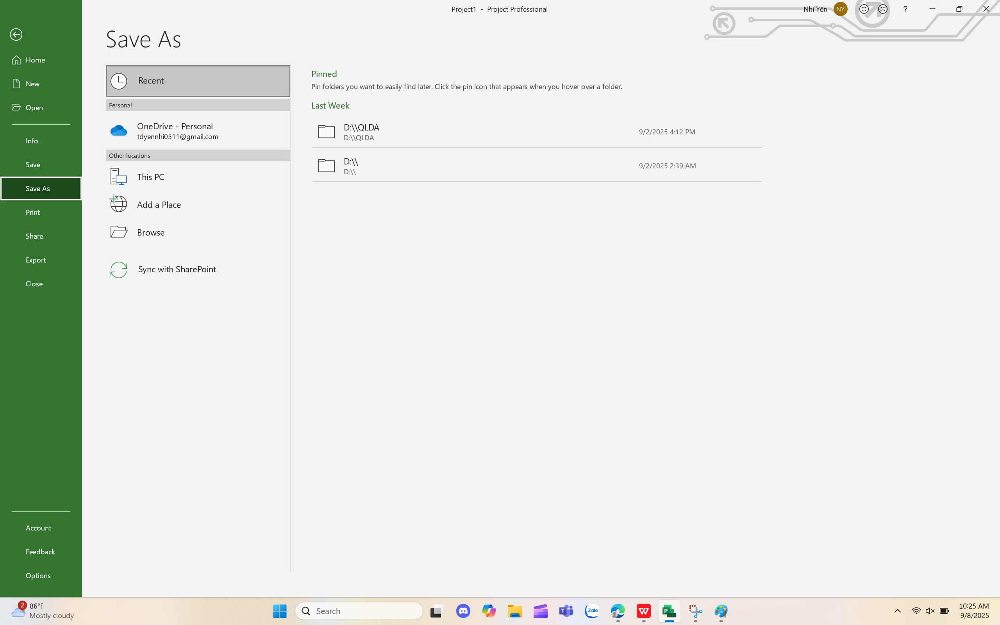 Project1 - Project Professional
Nhi Yến
NY
?
Save As
Home
New
Open
Info
Save
Save As
Print
Share
Export
Close
Account
Feedback
Options
Recent
Personal
OneDrive - Personal
tdyennhi0511@gmail.com
Other locations
This PC
Add a Place
Browse
Sync with SharePoint
Pinned
Pin folders you want to easily find later. Click the pin icon that appears when you hover over a folder.
Last Week
D:\\QLDA
D:\\QLDA
9/2/2025 4:12 PM
D:\\
D:\\
9/2/2025 2:39 AM
2
86°F
Mostly cloudy
Search
Zalo
10:25 AM
9/8/2025